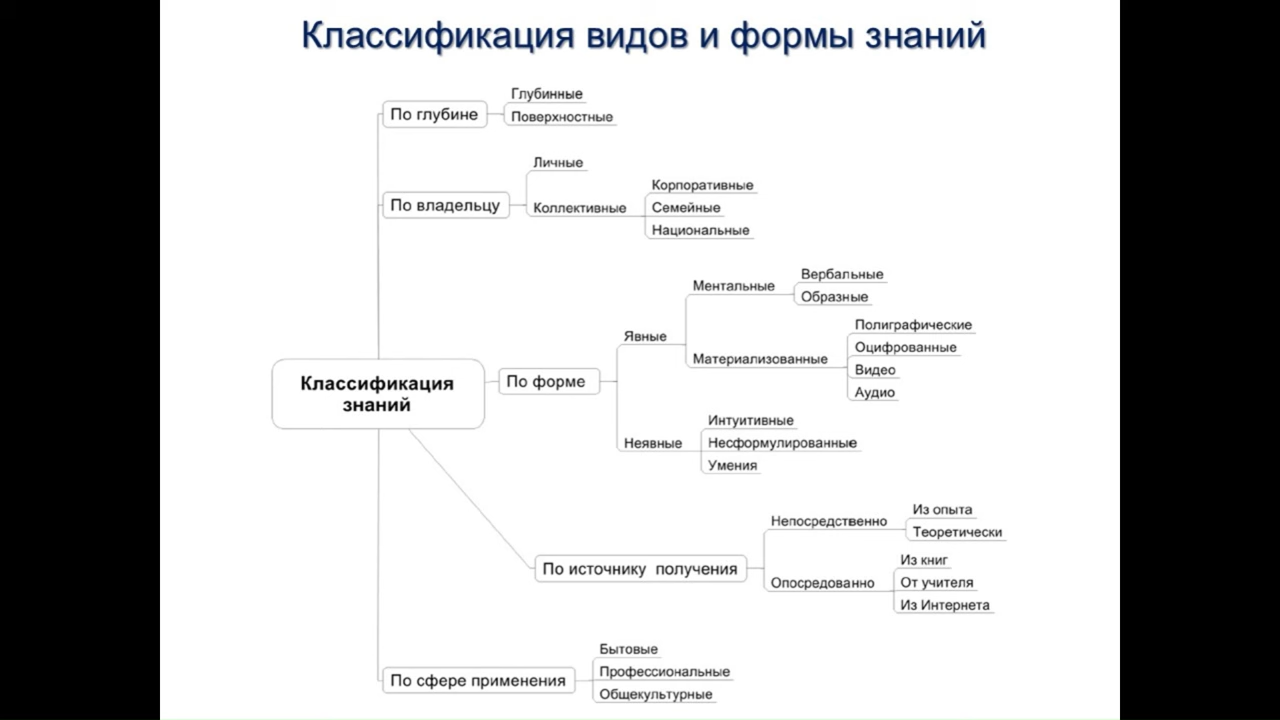 Классификация видов и формы знаний
По глубине
Глубинные
Поверхностные
По владельцу
Личные
Коллективные
Корпоративные
Семейные
Национальные
Классификация
знаний
По форме
Явные
Ментальные
Вербальные
Образные
Материализованные
Полиграфические
Оцифрованные
Видео
Аудио
Неявные
Интуитивные
Несформулированные
Умения
По источнику получения
Непосредственно
Из опыта
Теоретически
Опосредованно
Из книг
От учителя
Из Интернета
По сфере применения
Бытовые
Профессиональные
Общекультурные